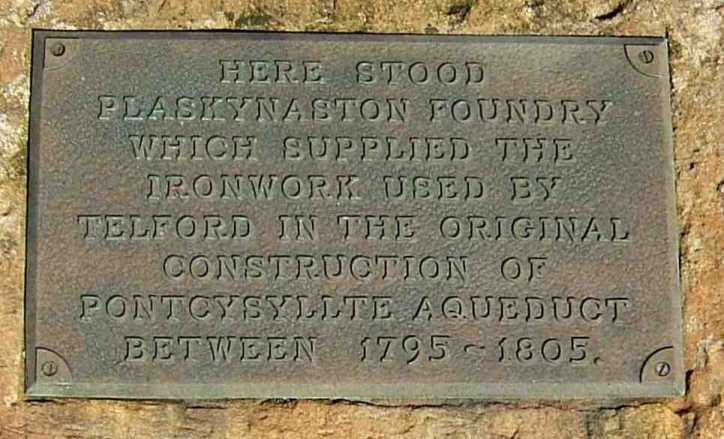 HERE STOOD
PLASKYNASTON FOUNDRY
WHICH SUPPLIED THE
IRONWORK USED BY
TELFORD IN THE ORIGINAL
CONSTRUCTION OF
PONTCYSYLLTE AQUEDUCT
BETWEEN 1795~1805.